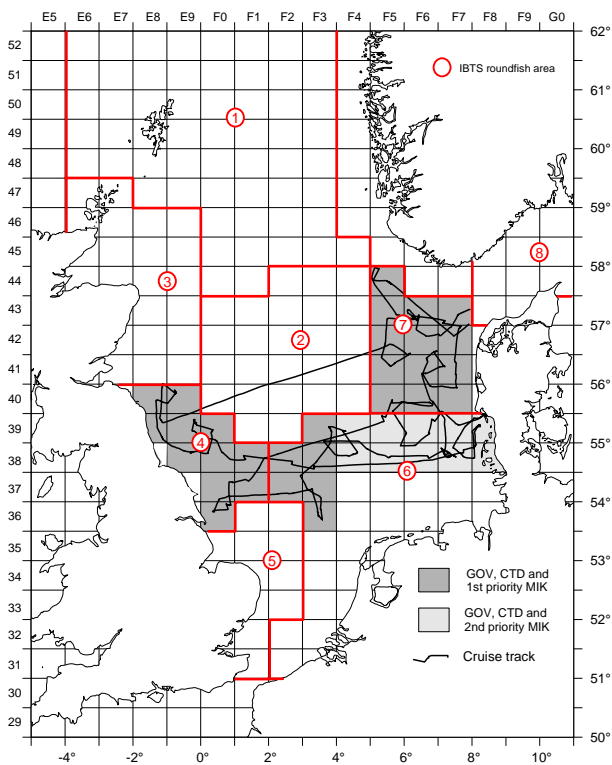 E5 E6 E7 E8 E9 F0 F1 F2 F3 F4 F5 F6 F7 F8 F9 G0
52 62°
51 IBTS roundfish area
50 61°
1
49
48 60°
47
46
45 59°
8
44 58°
3
43
7
42 2 57°
41
40 56°
39 4 55°
38 6
37 54°
36
35 5 53°
34
GOV, CTD and
1st priority MIK
33
32 52°
GOV, CTD and
2nd priority MIK
31 Cruise track
30 51°
29 50°
4° 2° 0° 2° 4° 6° 8° 10°